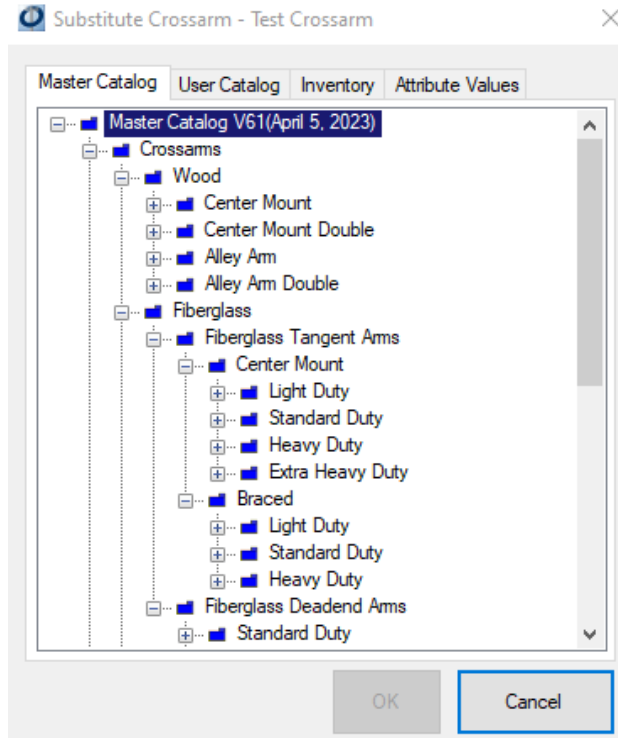 Substitute Crossarm - Test Crossarm
Master Catalog User Catalog Inventory Attribute Values
Master Catalog V61(April 5, 2023)
Crossarms
Wood
Center Mount
Center Mount Double
Alley Arm
Alley Arm Double
Fiberglass
Fiberglass Tangent Arms
Center Mount
Light Duty
Standard Duty
Heavy Duty
Extra Heavy Duty
Braced
Light Duty
Standard Duty
Heavy Duty
Fiberglass Deadend Arms
Standard Duty
OK Cancel